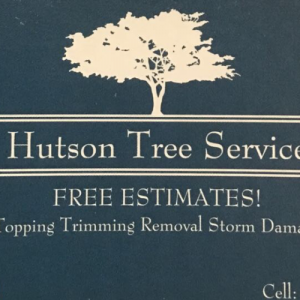 Hutson Tree Service
FREE ESTIMATES!
Topping Trimming Removal Storm
Cell: